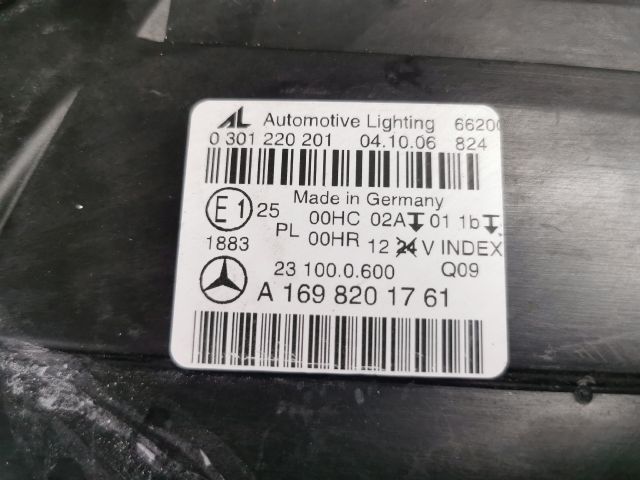 AL Automotive Lighting 66200
0 301 220 201 04.10.06 824
Made in Germany
E1 25 00HC 02A 01 1b
PL 00HR 12 24 V INDEX
1883
23 100.0.600 Q09
A 169 820 17 61